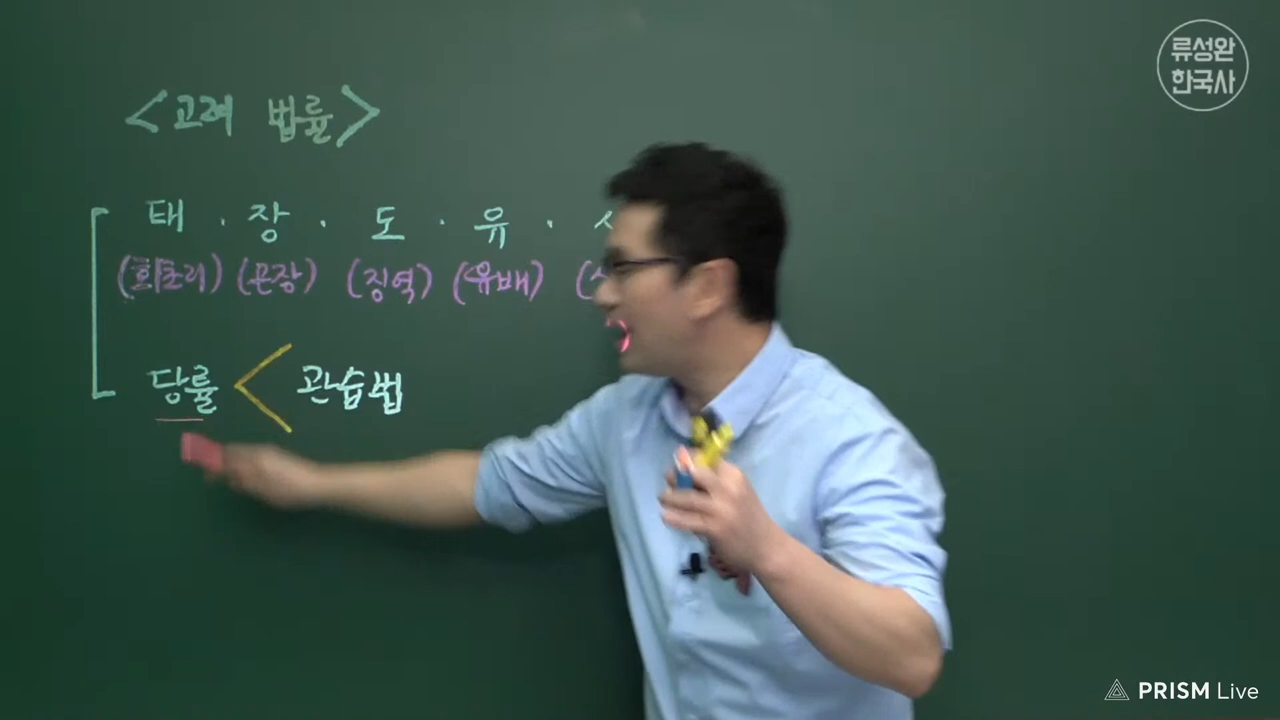 류성완
한국사
<고려 법률>
태 · 장 · 도 · 유 ·
(회초리) (곤장) (징역) (유배)
당률 < 관습법
PRISM Live